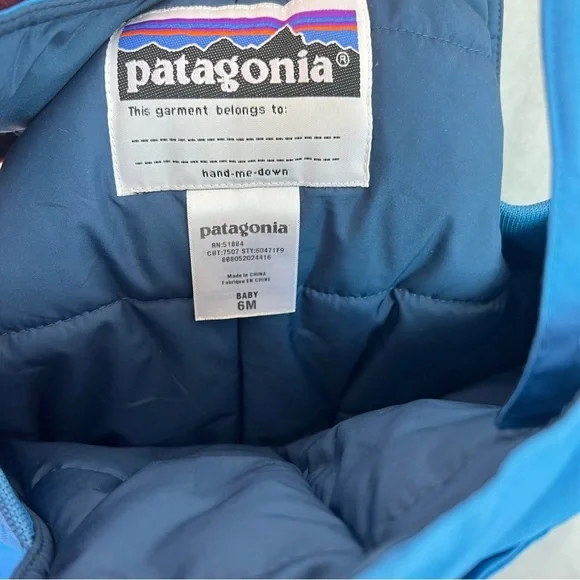 patagonia®
This garment belongs to:
hand-me-down
patagonia
RN:51884
CUT:7507 STY:60471F9
888052024416
Made in CHINA
Fabriqué EN CHINE
BABY
6M